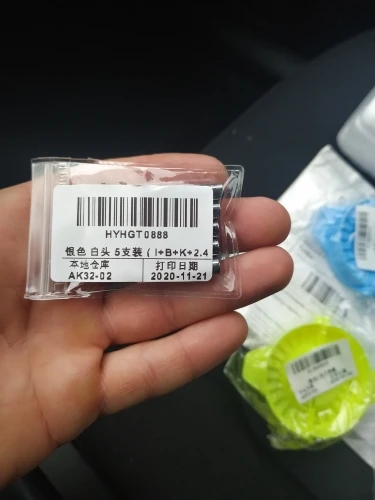 HYHGT0888
银色 白头 5支装 ( I+B+K+2.4
本地仓库
打印日期
AK32-02
2020-11-21